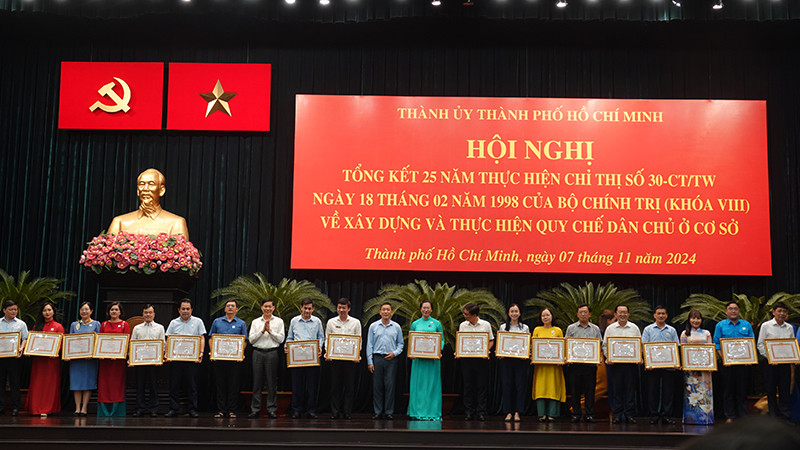 THÀNH ỦY THÀNH PHỐ HỒ CHÍ MINH
HỘI NGHỊ
TỔNG KẾT 25 NĂM THỰC HIỆN CHỈ THỊ SỐ 30-CT/TW
NGÀY 18 THÁNG 02 NĂM 1998 CỦA BỘ CHÍNH TRỊ (KHÓA VIII)
VỀ XÂY DỰNG VÀ THỰC HIỆN QUY CHẾ DÂN CHỦ Ở CƠ SỞ
Thành phố Hồ Chí Minh, ngày 07 tháng 11 năm 2024